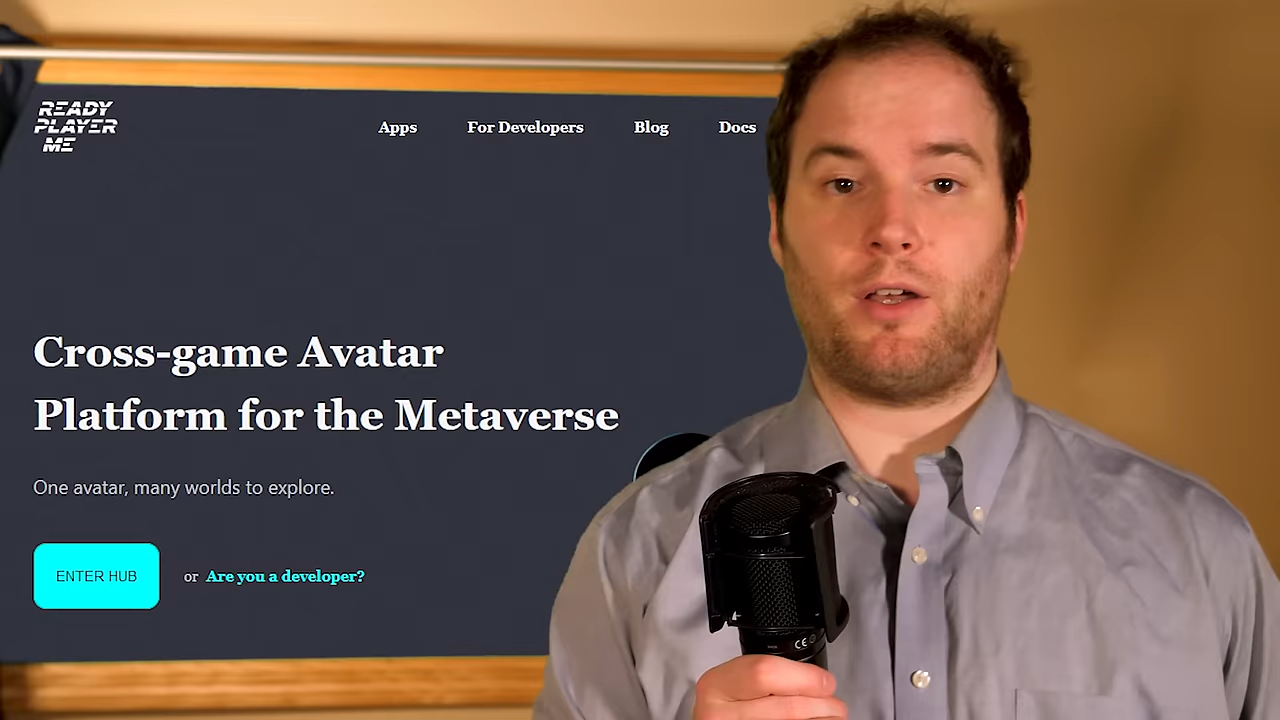 READY
PLAYER
ME
Apps
For Developers
Blog
Docs
Cross-game Avatar
Platform for the Metaverse
One avatar, many worlds to explore.
ENTER HUB
or Are you a developer?
CE